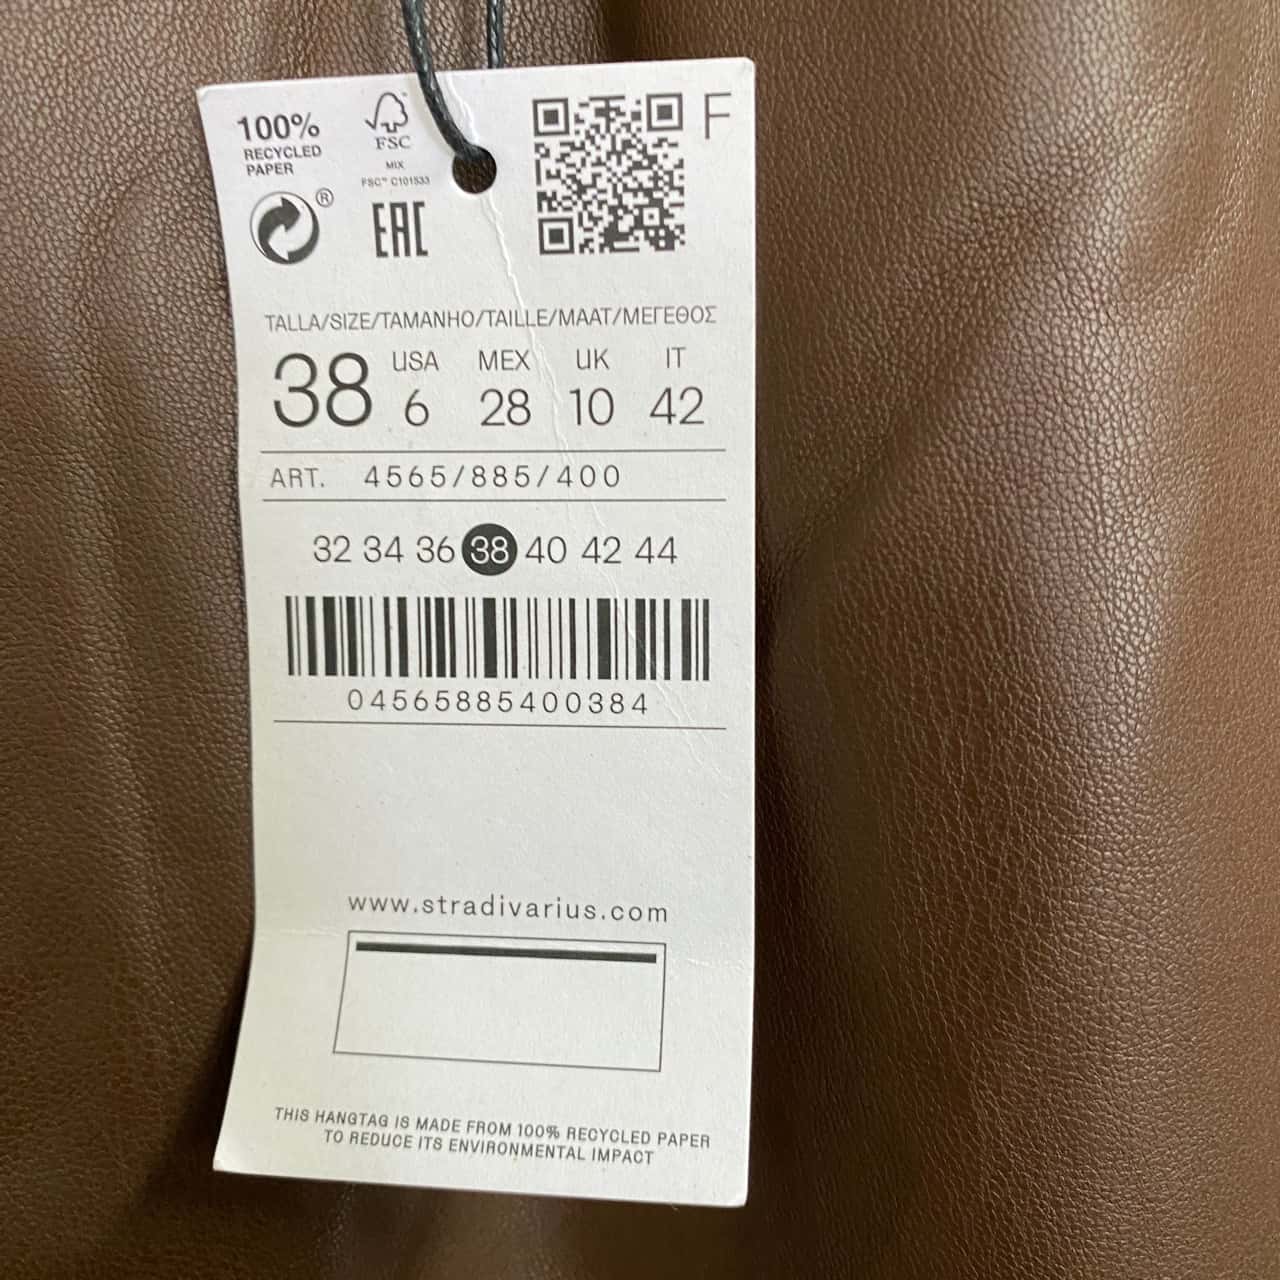 100%
RECYCLED
PAPER
FSC
MIX
FSC™ C101533
®
EAC
F
TALLA/SIZE/TAMANHO/TAILLE/MAAT/ΜΕΓΕΘΟΣ
38 USA 6 MEX 28 UK 10 IT 42
ART. 4565/885/400
32 34 36 38 40 42 44
04565885400384
www.stradivarius.com
THIS HANGTAG IS MADE FROM 100% RECYCLED PAPER
TO REDUCE ITS ENVIRONMENTAL IMPACT